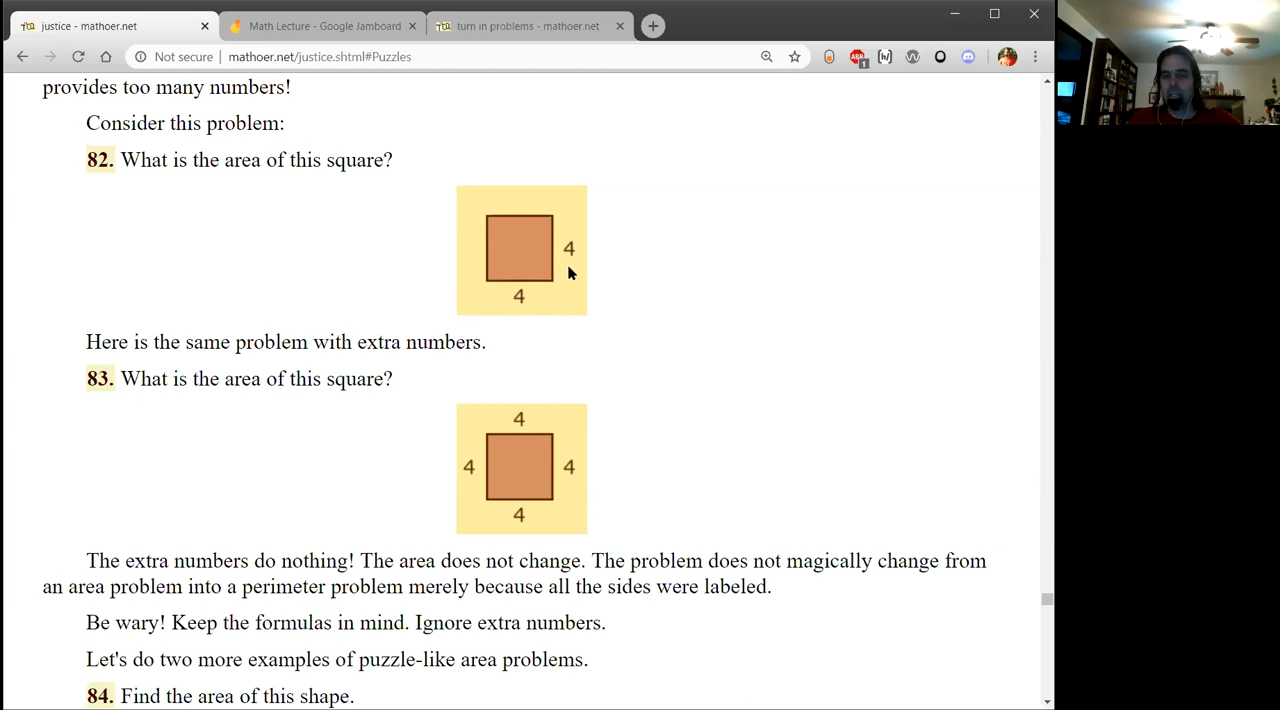 justice - mathoer.net
Math Lecture - Google Jamboard
turn in problems - mathoer.net
Not secure | mathoer.net/justice.shtml#Puzzles
ABP
1
provides too many numbers!
Consider this problem:
82. What is the area of this square?
4
4
Here is the same problem with extra numbers.
83. What is the area of this square?
4
4 4
4
The extra numbers do nothing! The area does not change. The problem does not magically change from
an area problem into a perimeter problem merely because all the sides were labeled.
Be wary! Keep the formulas in mind. Ignore extra numbers.
Let's do two more examples of puzzle-like area problems.
84. Find the area of this shape.